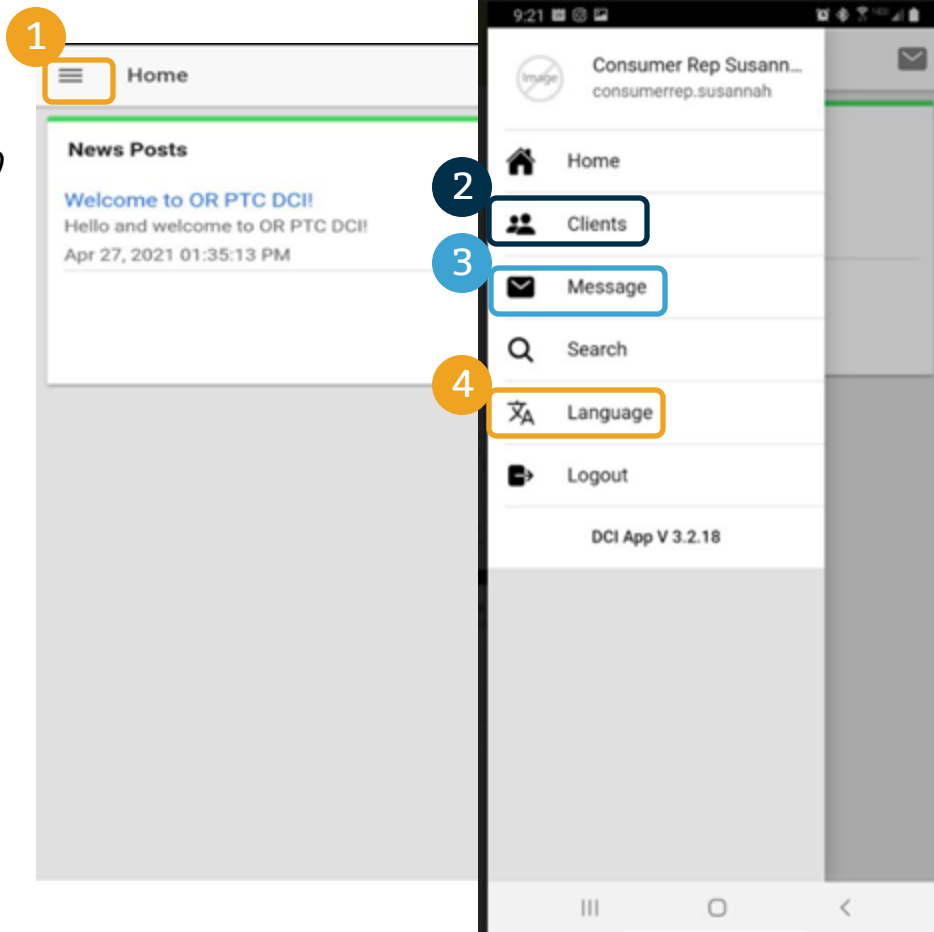 1
Home
News Posts
Welcome to OR PTC DCI!
Hello and welcome to OR PTC DCI!
Apr 27, 2021 01:35:13 PM
9:21
Image
Consumer Rep Susann...
consumerrep.susannah
Home
2
Clients
3
Message
Search
4
Language
Logout
DCI App V 3.2.18